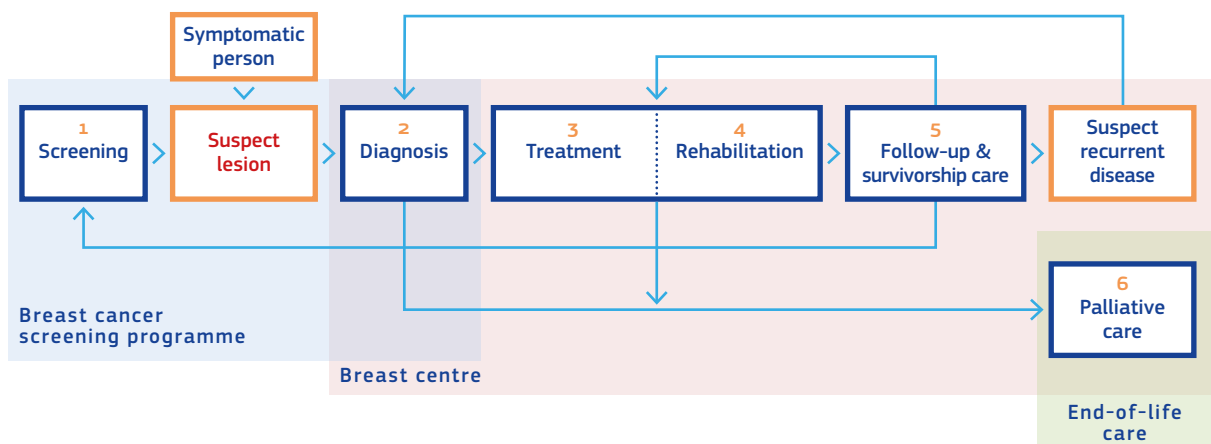 Symptomatic
person
1
Screening
Suspect
lesion
2
Diagnosis
3
Treatment
4
Rehabilitation
5
Follow-up &
survivorship care
Suspect
recurrent
disease
6
Palliative
care
Breast cancer
screening programme
Breast centre
End-of-life
care